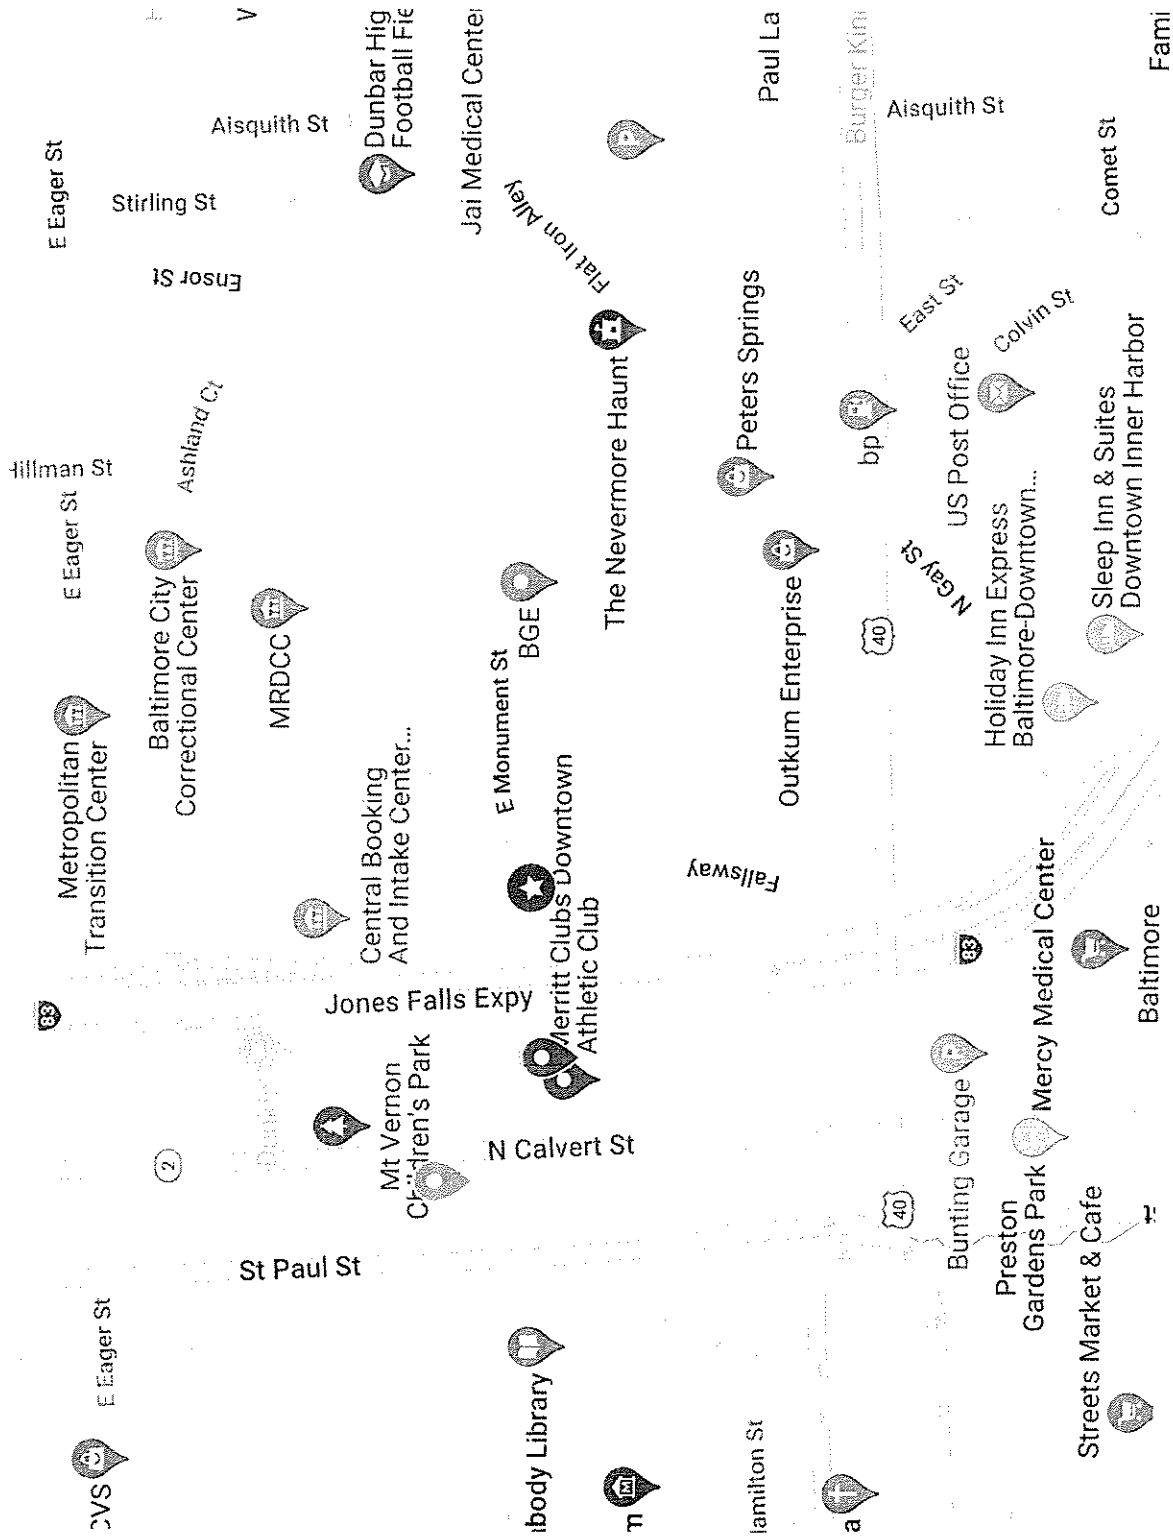 CVS
E Eager St
Metropolitan
Transition Center
E Eager St
Hillman St
E Eager St
83
2
Baltimore City
Correctional Center
Ashland Ct
Ensor St
Stirling St
Aisquith St
V
St Paul St
MRDCC
Jones Falls Expy
Central Booking
And Intake Center...
Dunbar Hig
Football Fie
Mt Vernon
Children's Park
Jai Medical Center
N Calvert St
E Monument St
body Library
Merritt Clubs Downtown
Athletic Club
BGE
Flat Iron Alley
The Nevermore Haunt
M
m
P
Fallsway
Peters Springs
Paul La
Hamilton St
Outkum Enterprise
a
bp
Burger Kin
40
40
N Gay St
East St
Aisquith St
Bunting Garage
P
83
US Post Office
Colvin St
Preston
Gardens Park
Mercy Medical Center
Holiday Inn Express
Baltimore-Downtown...
Streets Market & Cafe
Sleep Inn & Suites
Downtown Inner Harbor
Comet St
Baltimore
Fami